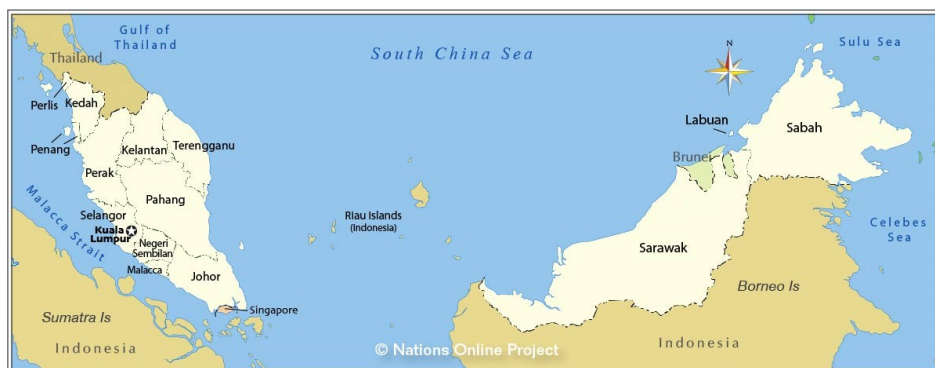 Gulf of
Thailand
South China Sea
Sulu Sea
N
Thailand
Perlis
Kedah
Penang
Kelantan
Terengganu
Perak
Pahang
Selangor
Kuala
Lumpur
Negeri
Sembilan
Malacca
Johor
Singapore
Malacca Strait
Sumatra Is
Indonesia
Riau Islands
(Indonesia)
Labuan
Brunei
Sabah
Sarawak
Celbes
Sea
Borneo Is
Indonesia
© Nations Online Project